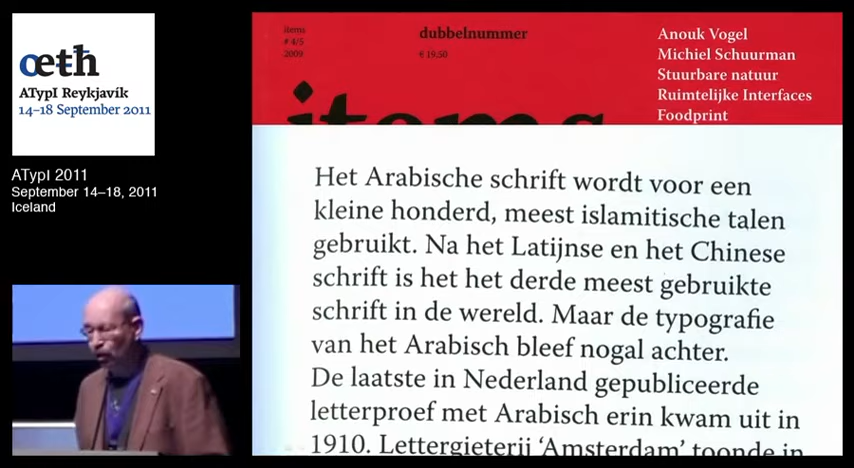 œth
ATypI Reykjavík
14–18 September 2011
ATypI 2011
September 14–18, 2011
Iceland
items
# 4/5
2009
dubbelnummer
€ 19,50
Anouk Vogel
Michiel Schuurman
Stuurbare natuur
Ruimtelijke Interfaces
Foodprint
items
Het Arabische schrift wordt voor een
kleine honderd, meest islamitische talen
gebruikt. Na het Latijnse en het Chinese
schrift is het het derde meest gebruikte
schrift in de wereld. Maar de typografie
van het Arabisch bleef nogal achter.
De laatste in Nederland gepubliceerde
letterproef met Arabisch erin kwam uit in
1910. Lettergieterij ‘Amsterdam’ toonde in